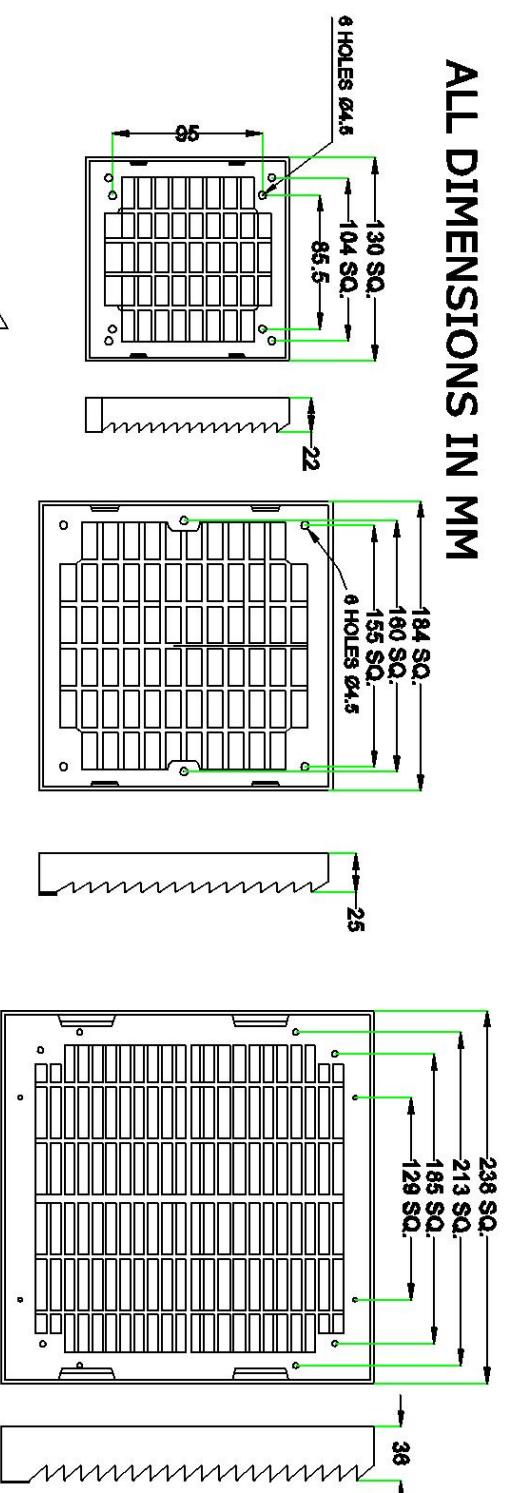 ALL DIMENSIONS IN MM
6 HOLES Ø4.5
95
130 SQ.
104 SQ.
85.5
22
184 SQ.
160 SQ.
155 SQ.
6 HOLES Ø4.5
25
238 SQ.
213 SQ.
185 SQ.
129 SQ.
36